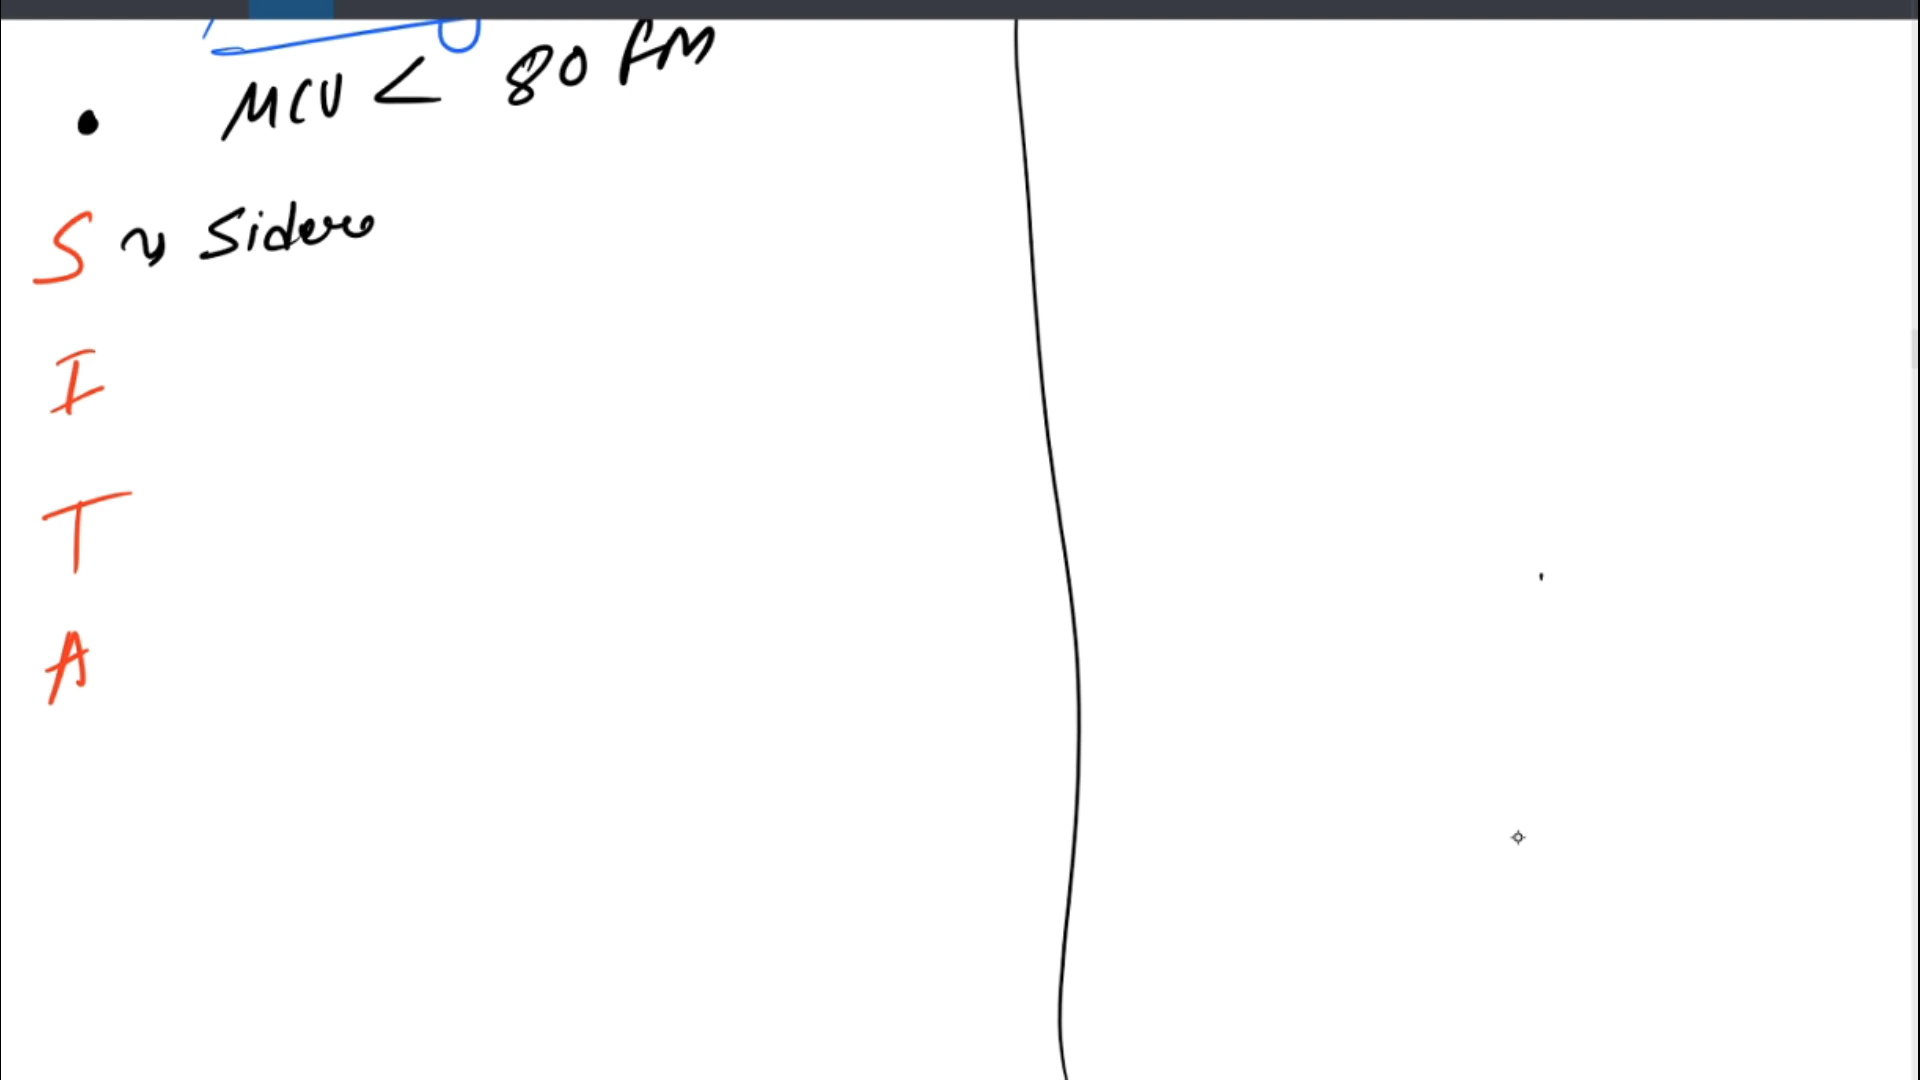 • MCV < 80 fm
S ~ Sidero
I
T
A